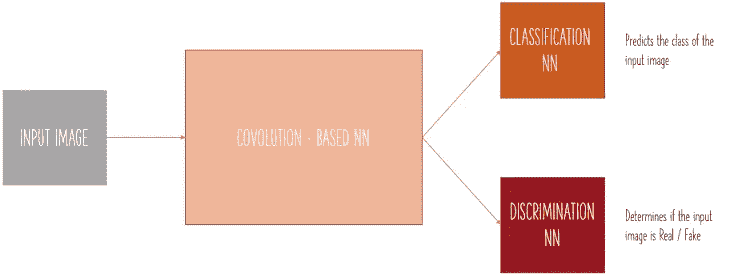 INPUT IMAGE
COVOLUTION - BASED NN
CLASSIFICATION
NN
Predicts the class of the
input image
DISCRIMINATION
NN
Determines if the input
image is Real / Fake